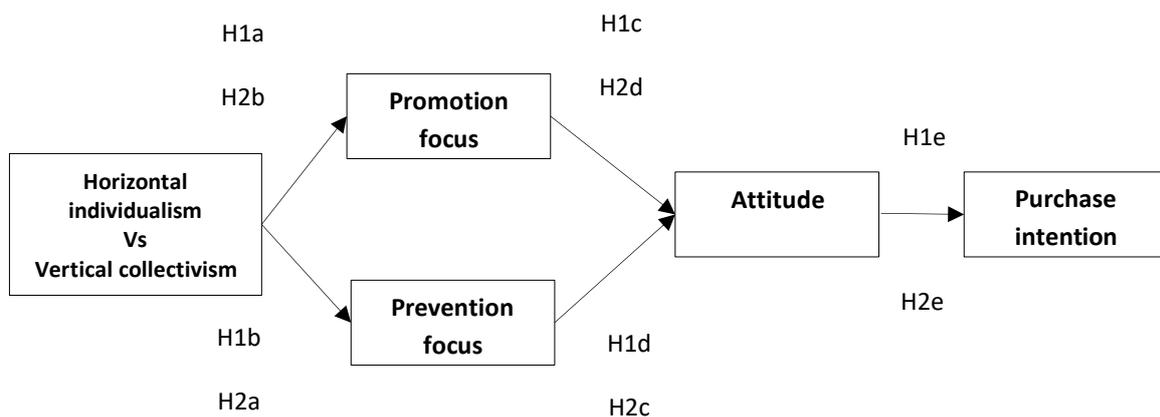 H1a
H2b
H1c
H2d
Promotion
focus
H1e
Horizontal
individualism
Vs
Vertical collectivism
Attitude
Purchase
intention
Prevention
focus
H2e
H1b
H2a
H1d
H2c